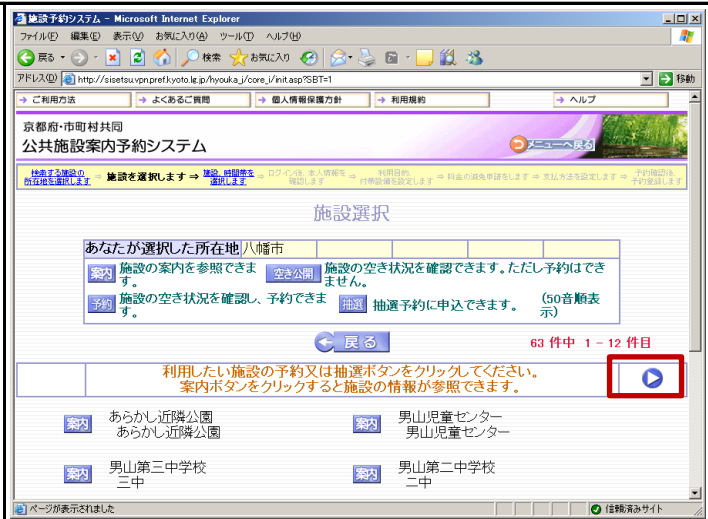 施設予約システム - Microsoft Internet Explorer
ファイル(F) 編集(E) 表示(V) お気に入り(A) ツール(T) ヘルプ(H)
戻る 検索 お気に入り
アドレス(D) http://sisetsu.vpn.pref.kyoto.lg.jp/hyouka_j/core_i/init.asp?SBT=1 移動
ご利用方法 よくあるご質問 個人情報保護方針 利用規約 ヘルプ
京都府・市町村共同
公共施設案内予約システム
メニューへ戻る
検索する施設の所在地を選択します ⇒ 施設を選択します ⇒ 施設、時間帯を選択します ⇒ ログイン後、本人情報を確認します ⇒ 利用目的、付帯設備を設定します ⇒ 料金の減免申請をします ⇒ 支払方法を設定します ⇒ 予約確認後、予約登録します
施設選択
あなたが選択した所在地 八幡市
案内 施設の案内を参照できます。 空き公開 施設の空き状況を確認できます。ただし予約はできません。
予約 施設の空き状況を確認し、予約できます。 抽選 抽選予約に申込できます。 (50音順表示)
戻る 63 件中 1 - 12 件目
利用したい施設の予約又は抽選ボタンをクリックしてください。
案内ボタンをクリックすると施設の情報が参照できます。
案内 あらかし近隣公園 案内 男山児童センター
あらかし近隣公園 男山児童センター
案内 男山第三中学校 案内 男山第二中学校
三中 二中
ページが表示されました 信頼済みサイト